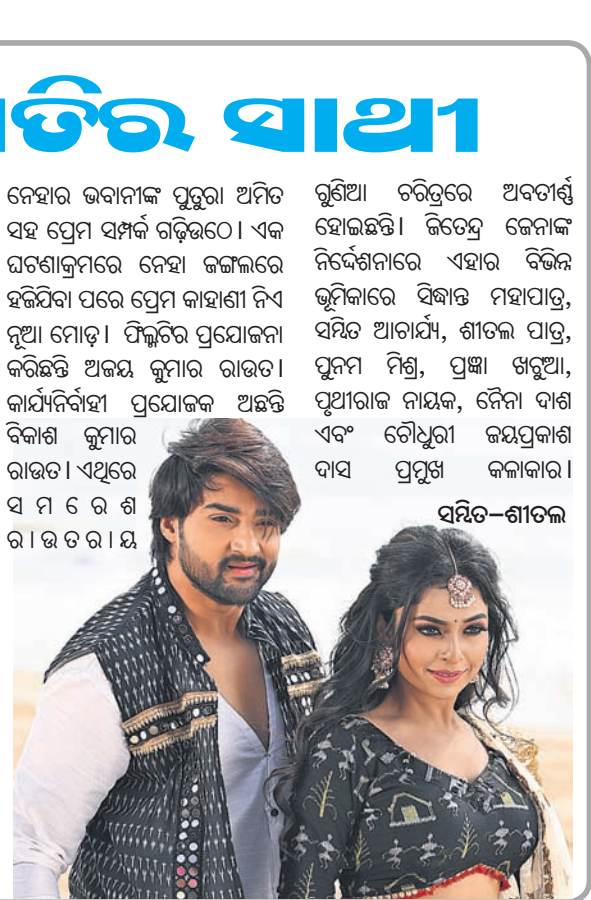 ତିର ସାଥୀ
ନେହାର ଭବାନୀଙ୍କ ପୁତୁରା ଅମିତ
ସହ ପ୍ରେମ ସମ୍ପର୍କ ଗଢ଼ିଉଠେ। ଏକ
ଘଟଣାକ୍ରମରେ ନେହା ଜଙ୍ଗଲରେ
ହଜିଯିବା ପରେ ପ୍ରେମ କାହାଣୀ ନିଏ
ନୂଆ ମୋଡ଼। ଫିଲ୍ମଟିର ପ୍ରଯୋଜନା
କରିଛନ୍ତି ଅଜୟ କୁମାର ରାଉତ।
କାର୍ଯ୍ୟନିର୍ବାହୀ ପ୍ରଯୋଜକ ଅଛନ୍ତି
ବିକାଶ କୁମାର
ରାଉତ। ଏଥିରେ
ସମରେଶ
ରାଉତରାୟ
ଗୁଣିଆ ଚରିତ୍ରରେ ଅବତୀର୍ଣ୍ଣ
ହୋଇଛନ୍ତି। ଜିତେନ୍ଦ୍ର ଜେନାଙ୍କ
ନିର୍ଦ୍ଦେଶନାରେ ଏହାର ବିଭିନ୍ନ
ଭୂମିକାରେ ସିଦ୍ଧାନ୍ତ ମହାପାତ୍ର,
ସମ୍ବିତ ଆଚାର୍ଯ୍ୟ, ଶୀତଲ ପାତ୍ର,
ପୁନମ ମିଶ୍ର, ପ୍ରଜ୍ଞା ଖଟୁଆ,
ପୃଥୀରାଜ ନାୟକ, ନୈନା ଦାଶ
ଏବଂ ଚୌଧୁରୀ ଜୟପ୍ରକାଶ
ଦାସ ପ୍ରମୁଖ କଳାକାର।
ସମ୍ବିତ–ଶୀତଲ